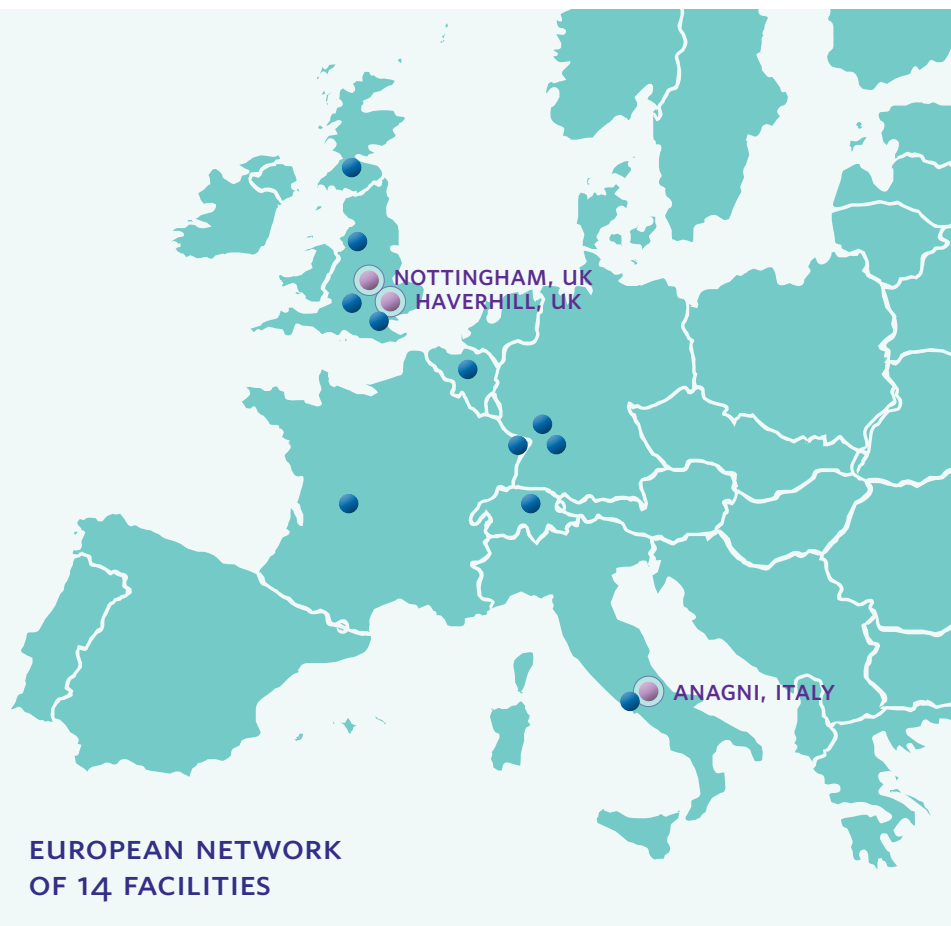 NOTTINGHAM, UK
HAVERHILL, UK
ANAGNI, ITALY
EUROPEAN NETWORK
OF 14 FACILITIES